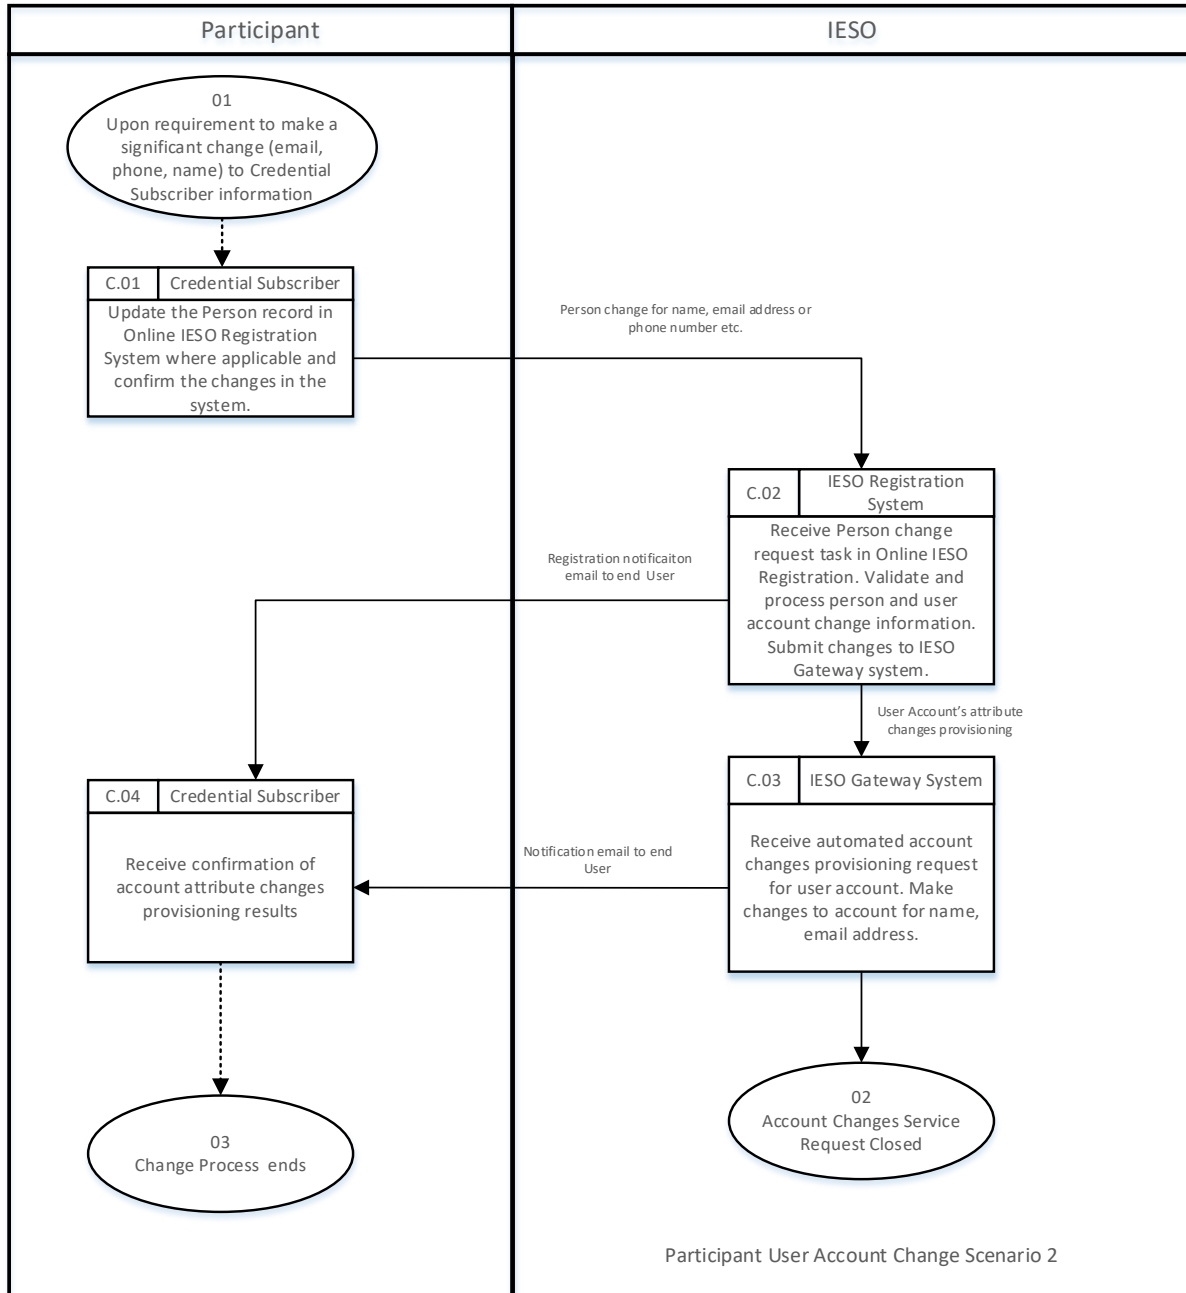 Participant
IESO
01
Upon requirement to make a
significant change (email,
phone, name) to Credential
Subscriber information
C.01
Credential Subscriber
Update the Person record in
Online IESO Registration
System where applicable and
confirm the changes in the
system.
Person change for name, email address or
phone number etc.
C.02
IESO Registration
System
Receive Person change
request task in Online IESO
Registration. Validate and
process person and user
account change information.
Submit changes to IESO
Gateway system.
Registration notificaiton
email to end User
User Account's attribute
changes provisioning
C.03
IESO Gateway System
Receive automated account
changes provisioning request
for user account. Make
changes to account for name,
email address.
C.04
Credential Subscriber
Receive confirmation of
account attribute changes
provisioning results
Notification email to end
User
02
Account Changes Service
Request Closed
03
Change Process ends
Participant User Account Change Scenario 2